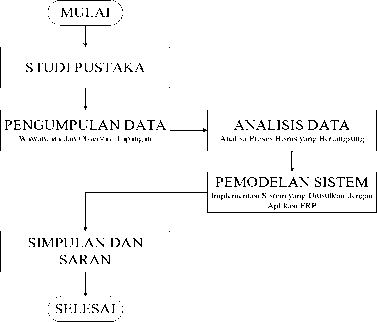 MULAI
STUDI PUSTAKA
PENGUMPULAN DATA
Wawancara dan Observasi Lapangan
ANALISIS DATA
Analisa Proses Bisnis yang Berlangsung
PEMODELAN SISTEM
Implementasi Sistem yang Diusulkan dengan
Aplikasi ERP
SIMPULAN DAN
SARAN
SELESAI